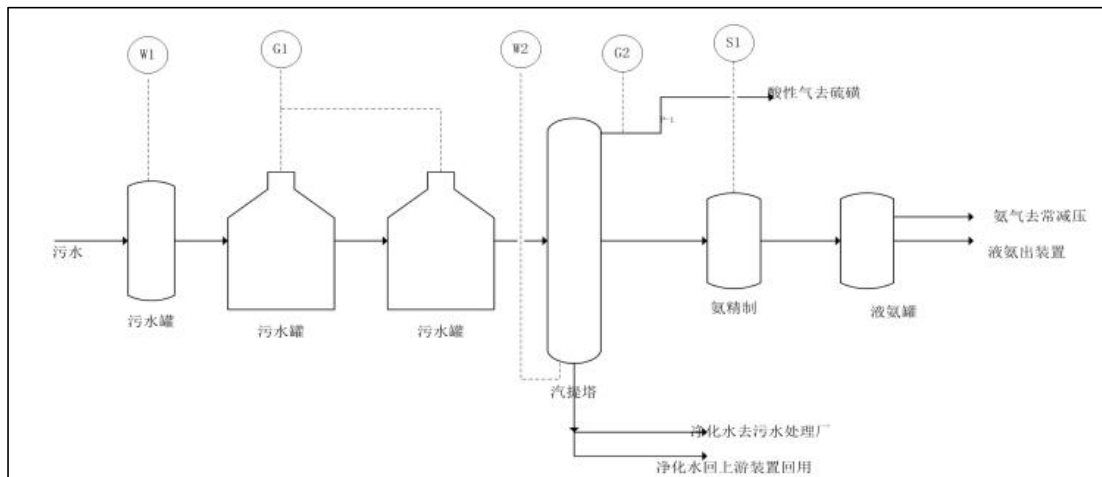 W1
G1
W2
G2
S1
酸性气去硫磺
P-1
氨气去常减压
污水
液氨出装置
污水罐
污水罐
污水罐
汽提塔
氨精制
液氨罐
净化水去污水处理厂
净化水回上游装置回用